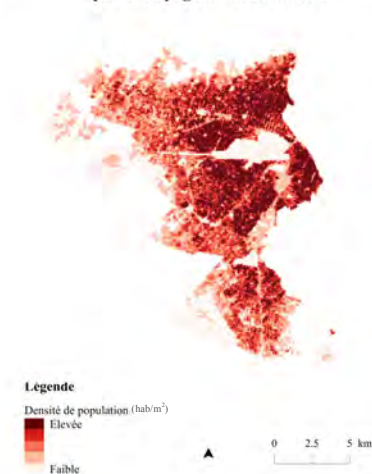 Légende
Densité de population (hab/m²)
Elevée
Faible
0 2.5 5 km